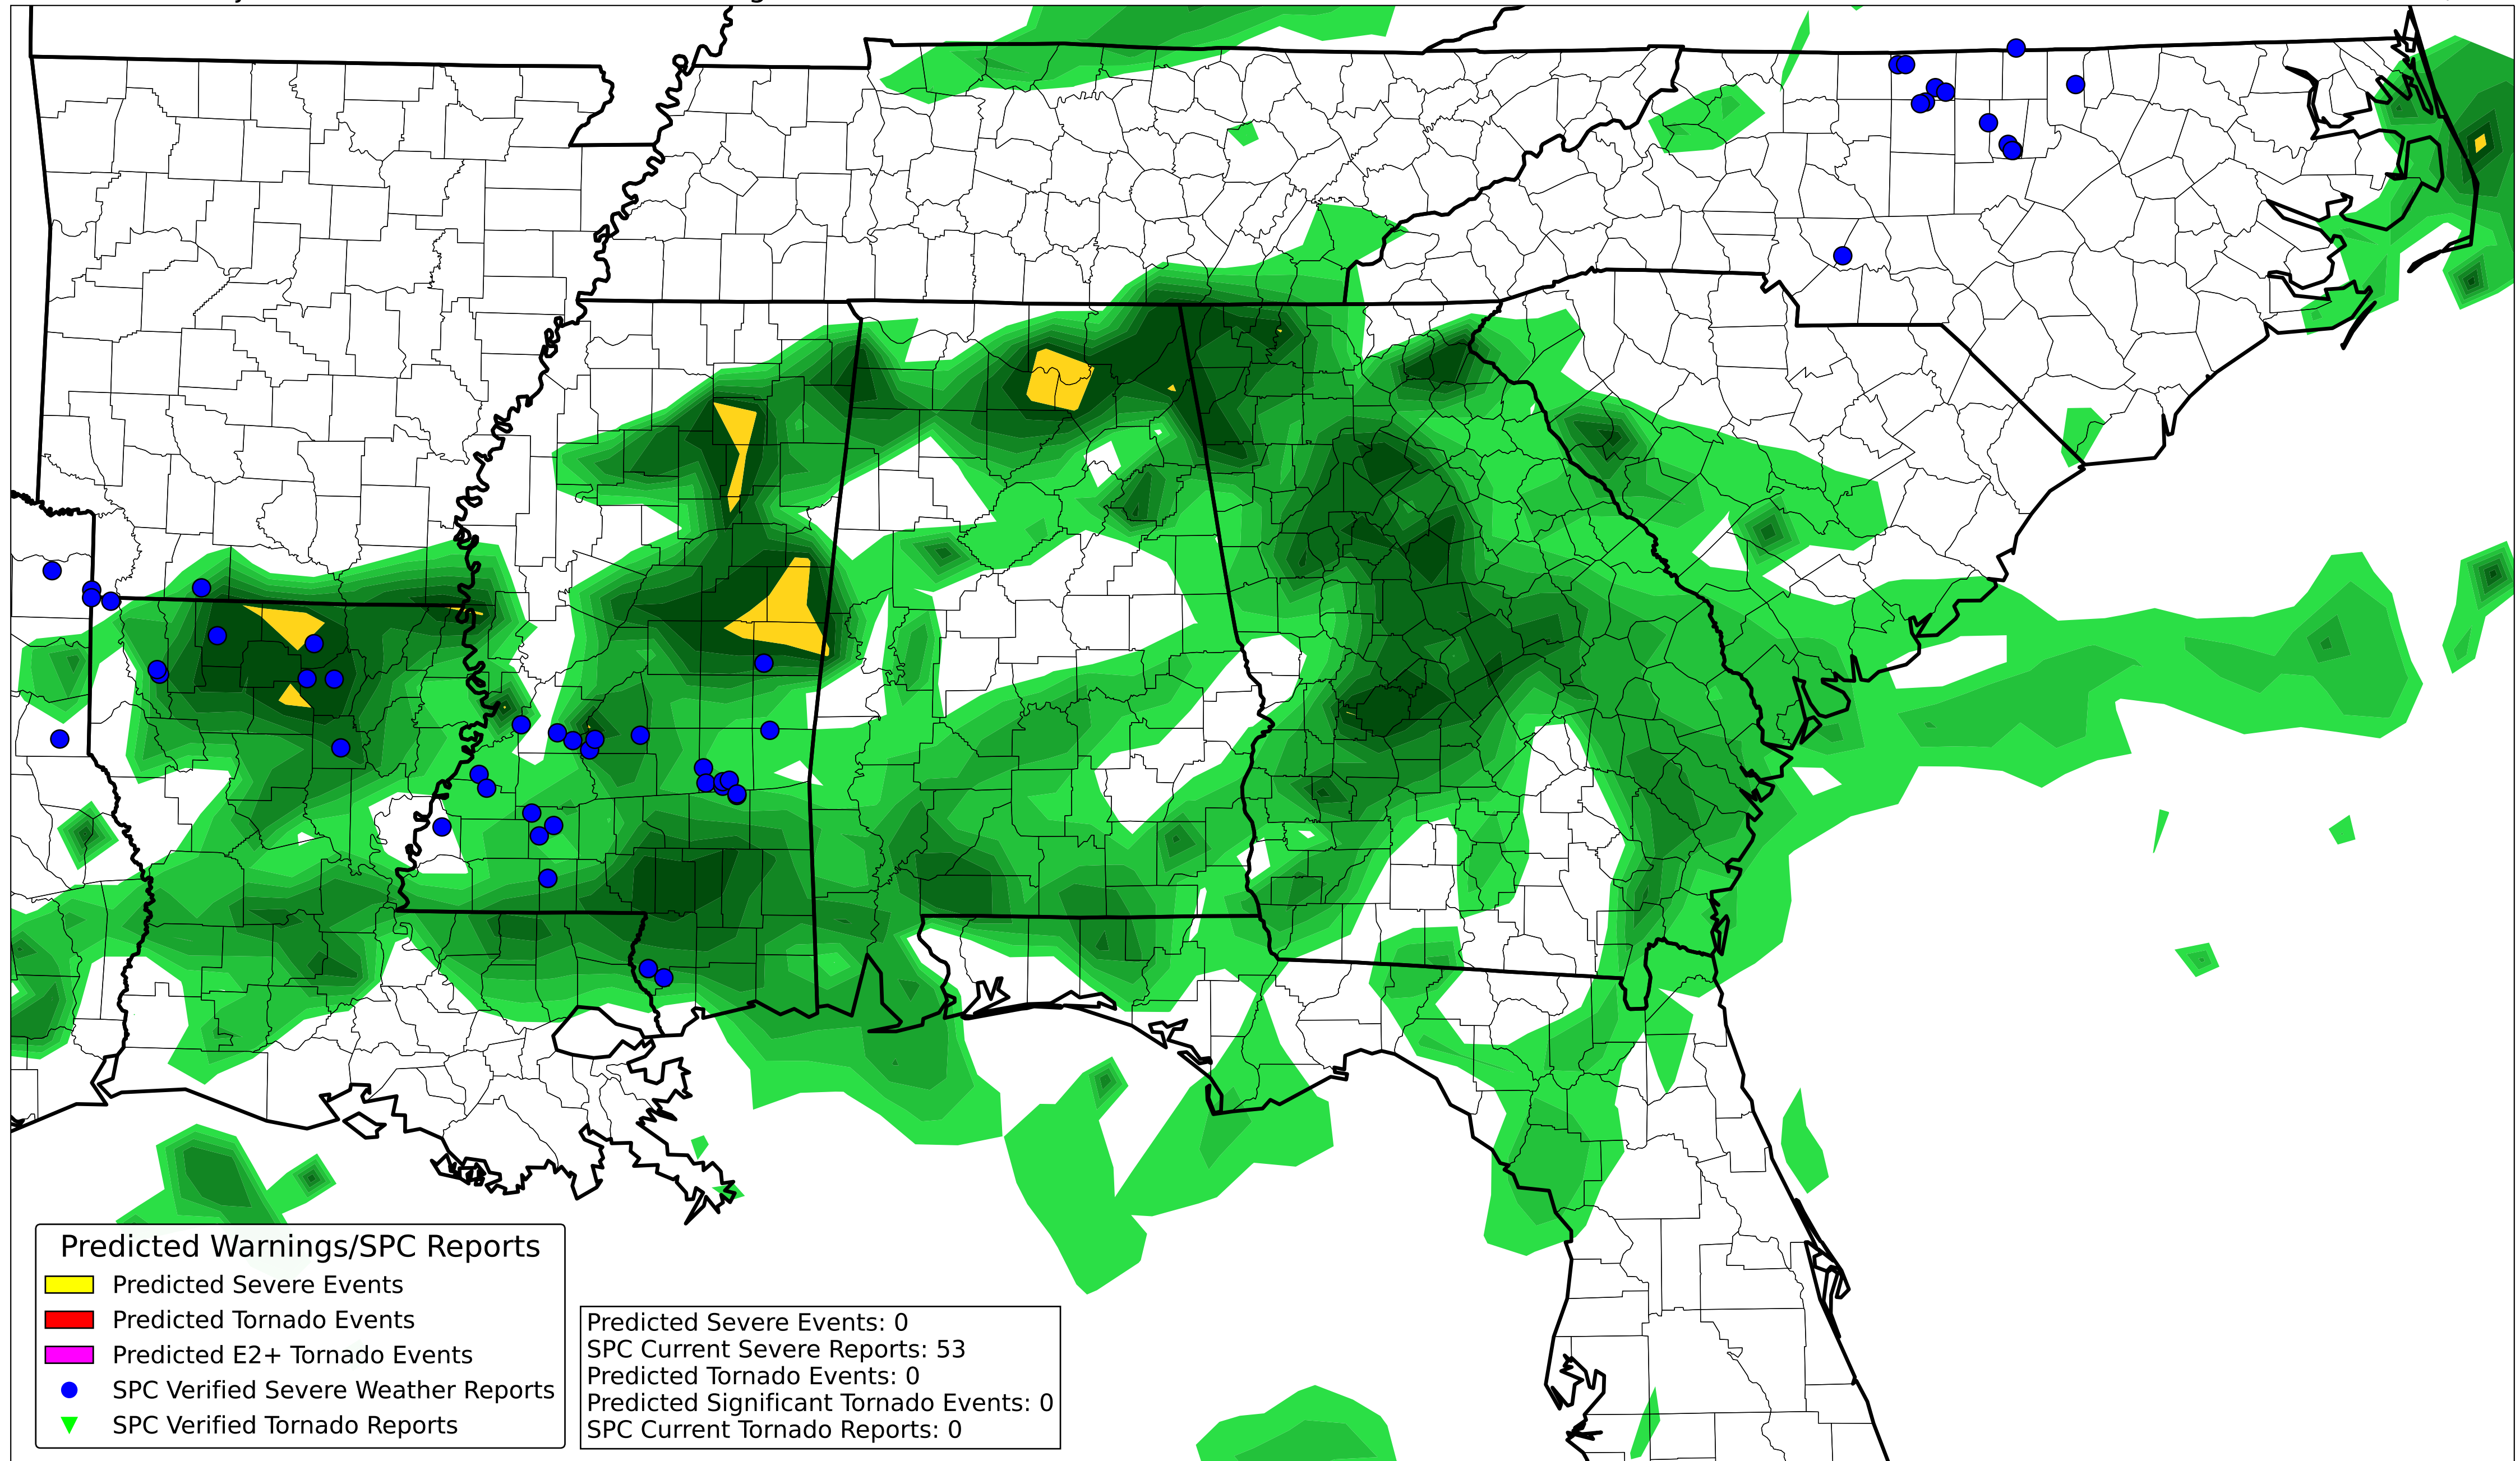 Predicted Warnings/SPC Reports
Predicted Severe Events
Predicted Tornado Events
Predicted E2+ Tornado Events
SPC Verified Severe Weather Reports
SPC Verified Tornado Reports
Predicted Severe Events: 0
SPC Current Severe Reports: 53
Predicted Tornado Events: 0
Predicted Significant Tornado Events: 0
SPC Current Tornado Reports: 0